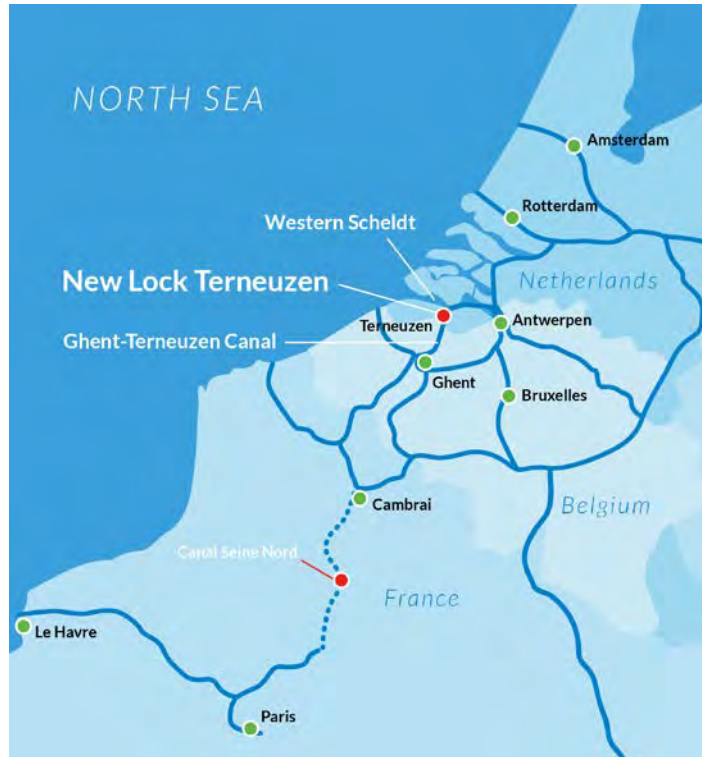 NORTH SEA
Amsterdam
Rotterdam
Western Scheldt
New Lock Terneuzen
Netherlands
Terneuzen
Antwerpen
Ghent-Terneuzen Canal
Ghent
Bruxelles
Cambrai
Belgium
Canal Seine Nord
France
Le Havre
Paris